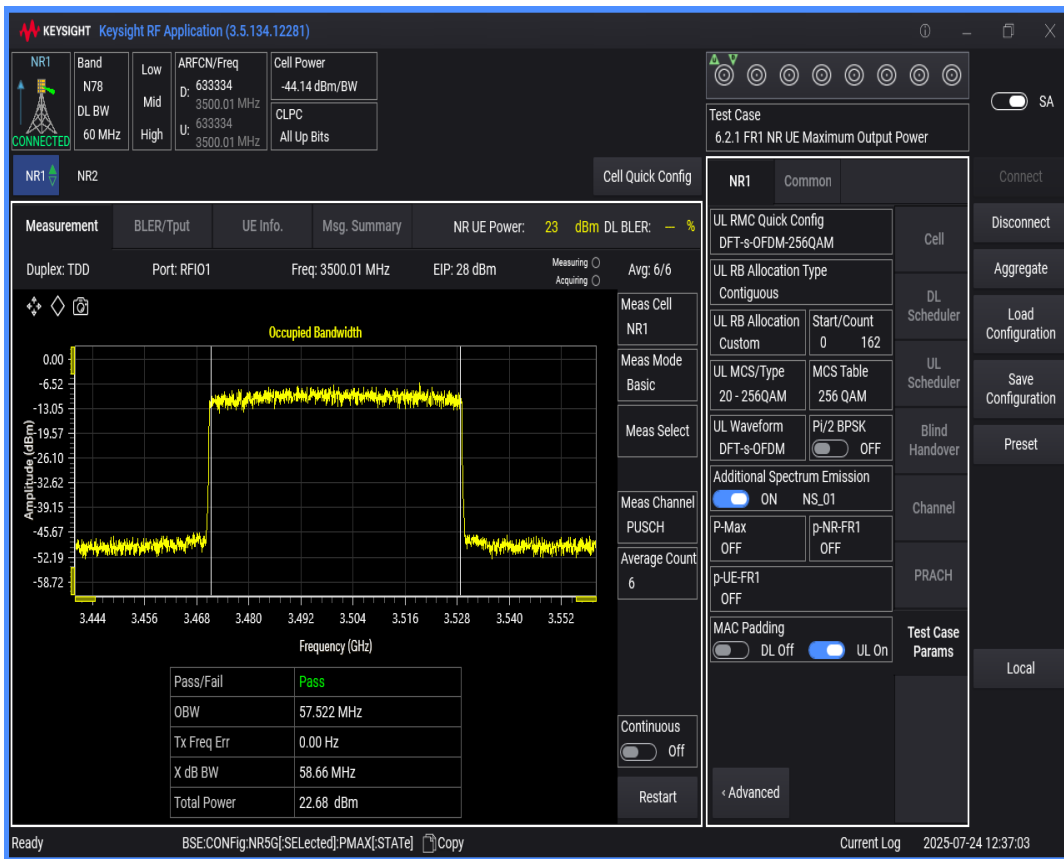 KEYSIGHT Keysight RF Application (3.5.134.12281)
NR1
CONNECTED
Band
N78
DL BW
60 MHz
Low
Mid
High
ARFCN/Freq
D: 633334
3500.01 MHz
U: 633334
3500.01 MHz
Cell Power
-44.14 dBm/BW
CLPC
All Up Bits
Test Case
6.2.1 FR1 NR UE Maximum Output Power
SA
NR1 NR2
Cell Quick Config
Measurement BLER/Tput UE Info. Msg. Summary NR UE Power: 23 dBm DL BLER: — %
Duplex: TDD Port: RFIO1 Freq: 3500.01 MHz EIP: 28 dBm Measuring Avg: 6/6
Acquiring
Occupied Bandwidth
Amplitude (dBm)
0.00
-6.52
-13.05
-19.57
-26.10
-32.62
-39.15
-45.67
-52.19
-58.72
3.444 3.456 3.468 3.480 3.492 3.504 3.516 3.528 3.540 3.552
Frequency (GHz)
Pass/Fail Pass
OBW 57.522 MHz
Tx Freq Err 0.00 Hz
X dB BW 58.66 MHz
Total Power 22.68 dBm
Meas Cell
NR1
Meas Mode
Basic
Meas Select
Meas Channel
PUSCH
Average Count
6
Continuous
Off
Restart
NR1 Common
UL RMC Quick Config
DFT-s-OFDM-256QAM
UL RB Allocation Type
Contiguous
UL RB Allocation
Custom
Start/Count
0 162
UL MCS/Type
20 - 256QAM
MCS Table
256 QAM
UL Waveform
DFT-s-OFDM
Pi/2 BPSK
OFF
Additional Spectrum Emission
ON NS_01
P-Max
OFF
p-NR-FR1
OFF
p-UE-FR1
OFF
MAC Padding
DL Off UL On
‹ Advanced
Cell
DL
Scheduler
UL
Scheduler
Blind
Handover
Channel
PRACH
Test Case
Params
Connect
Disconnect
Aggregate
Load
Configuration
Save
Configuration
Preset
Local
Ready BSE:CONFig:NR5G[:SELected]:PMAX[:STATe] Copy Current Log 2025-07-24 12:37:03